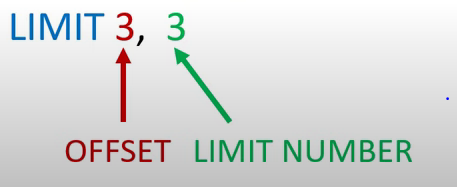 LIMIT 3, 3
OFFSET LIMIT NUMBER